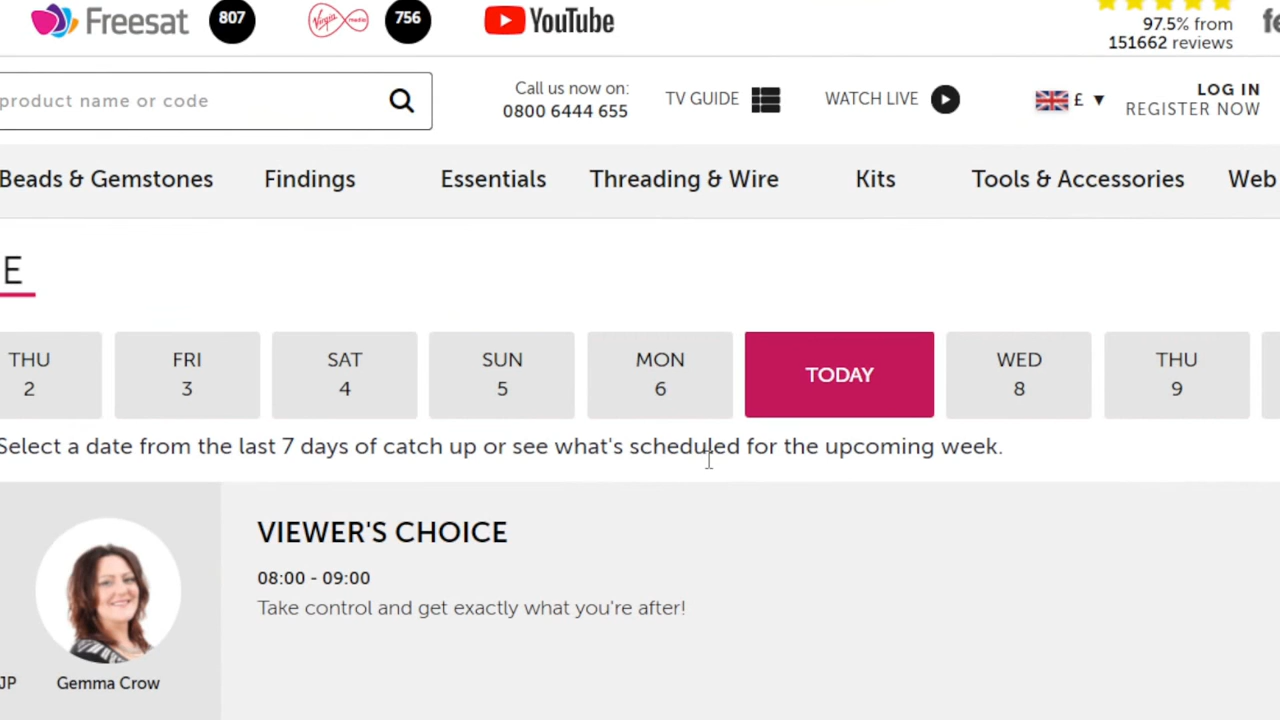 Freesat 807 Virgin media 756 YouTube
97.5% from
151662 reviews
product name or code
Call us now on:
0800 6444 655
TV GUIDE
WATCH LIVE
£ ▼
LOG IN
REGISTER NOW
Beads & Gemstones Findings Essentials Threading & Wire Kits Tools & Accessories Web
E
THU
2
FRI
3
SAT
4
SUN
5
MON
6
TODAY
WED
8
THU
9
Select a date from the last 7 days of catch up or see what's scheduled for the upcoming week.
VIEWER'S CHOICE
08:00 - 09:00
Take control and get exactly what you're after!
JP
Gemma Crow